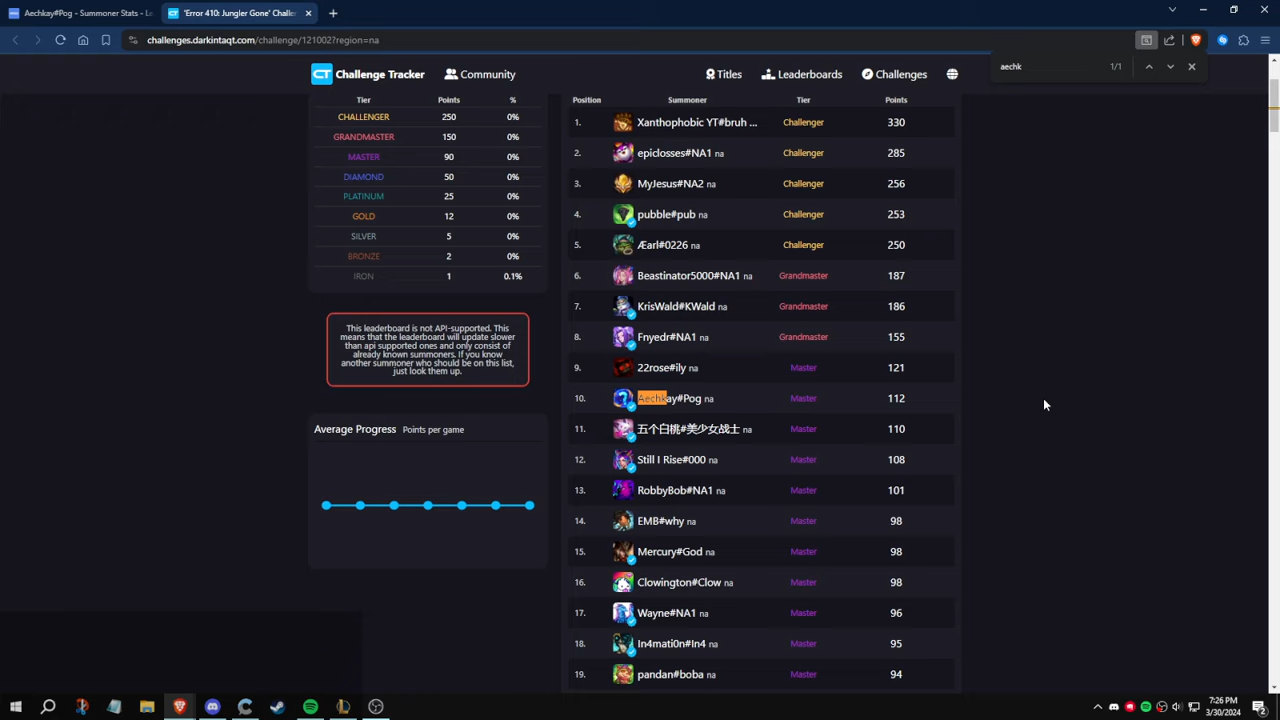 Aechkay#Pog - Summoner Stats - Le
'Error 410: Jungler Gone' Challe
challenges.darkintaqt.com/challenge/121002?region=na
aechk
1/1
CT Challenge Tracker
Community
Titles
Leaderboards
Challenges
Tier Points %
CHALLENGER 250 0%
GRANDMASTER 150 0%
MASTER 90 0%
DIAMOND 50 0%
PLATINUM 25 0%
GOLD 12 0%
SILVER 5 0%
BRONZE 2 0%
IRON 1 0.1%
This leaderboard is not API-supported. This
means that the leaderboard will update slower
than api supported ones and only consist of
already known summoners. If you know
another summoner who should be on this list,
just look them up.
Average Progress Points per game
Position Summoner Tier Points
1. Xanthophobic YT#bruh ... Challenger 330
2. epiclosses#NA1 na Challenger 285
3. MyJesus#NA2 na Challenger 256
4. pubble#pub na Challenger 253
5. Ærl#0226 na Challenger 250
6. Beastinator5000#NA1 na Grandmaster 187
7. KrisWald#KWald na Grandmaster 186
8. Fnyedr#NA1 na Grandmaster 155
9. 22rose#ily na Master 121
10. Aechkay#Pog na Master 112
11. 五个白桃#美少女战士 na Master 110
12. Still I Rise#000 na Master 108
13. RobbyBob#NA1 na Master 101
14. EMB#why na Master 98
15. Mercury#God na Master 98
16. Clowington#Clow na Master 98
17. Wayne#NA1 na Master 96
18. In4mati0n#In4 na Master 95
19. pandan#boba na Master 94
7:26 PM
3/30/2024
2